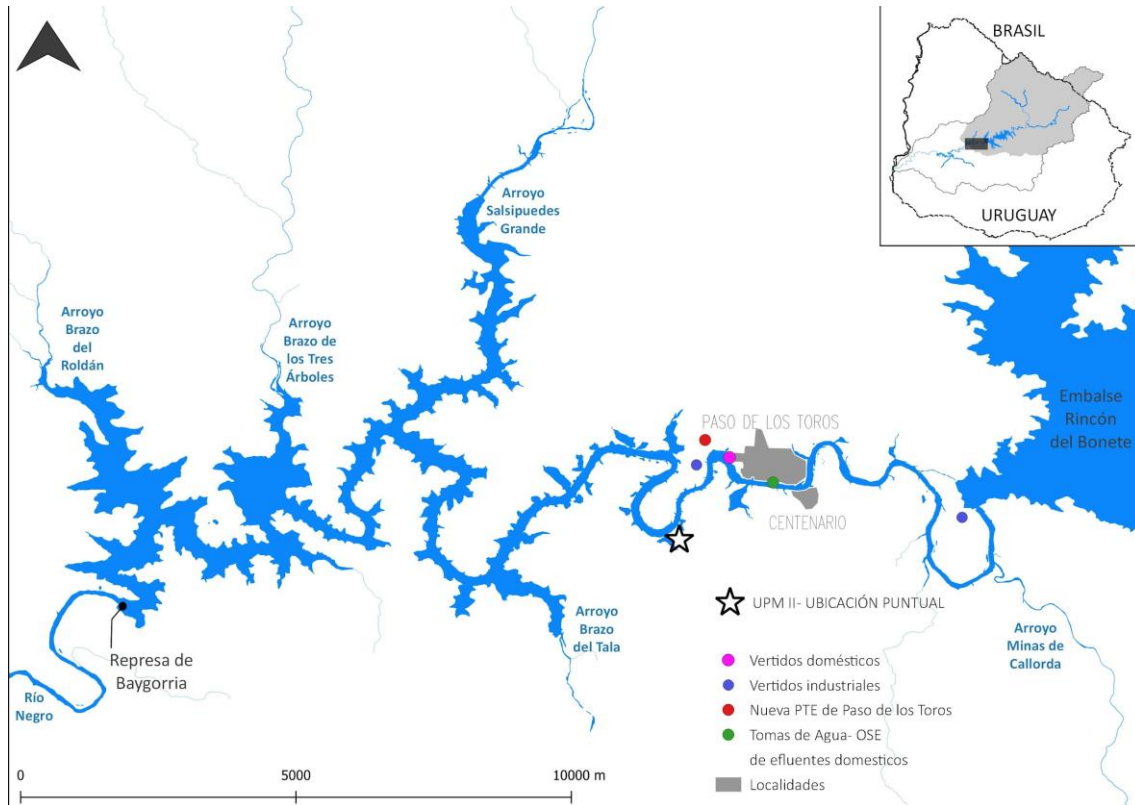 BRASIL
URUGUAY
Arroyo
Salsipuedes
Grande
Arroyo
Brazo
del
Roldán
Arroyo
Brazo de
los Tres
Árboles
Embalse
Rincón
del Bonete
PASO DE LOS TOROS
CENTENARIO
Arroyo
Brazo
del Tala
Arroyo
Minas de
Callorda
Represa de
Baygorria
Río
Negro
UPM II- UBICACIÓN PUNTUAL
Vertidos domésticos
Vertidos industriales
Nueva PTE de Paso de los Toros
Tomas de Agua- OSE
de efluentes domesticos
Localidades
0 5000 10000 m